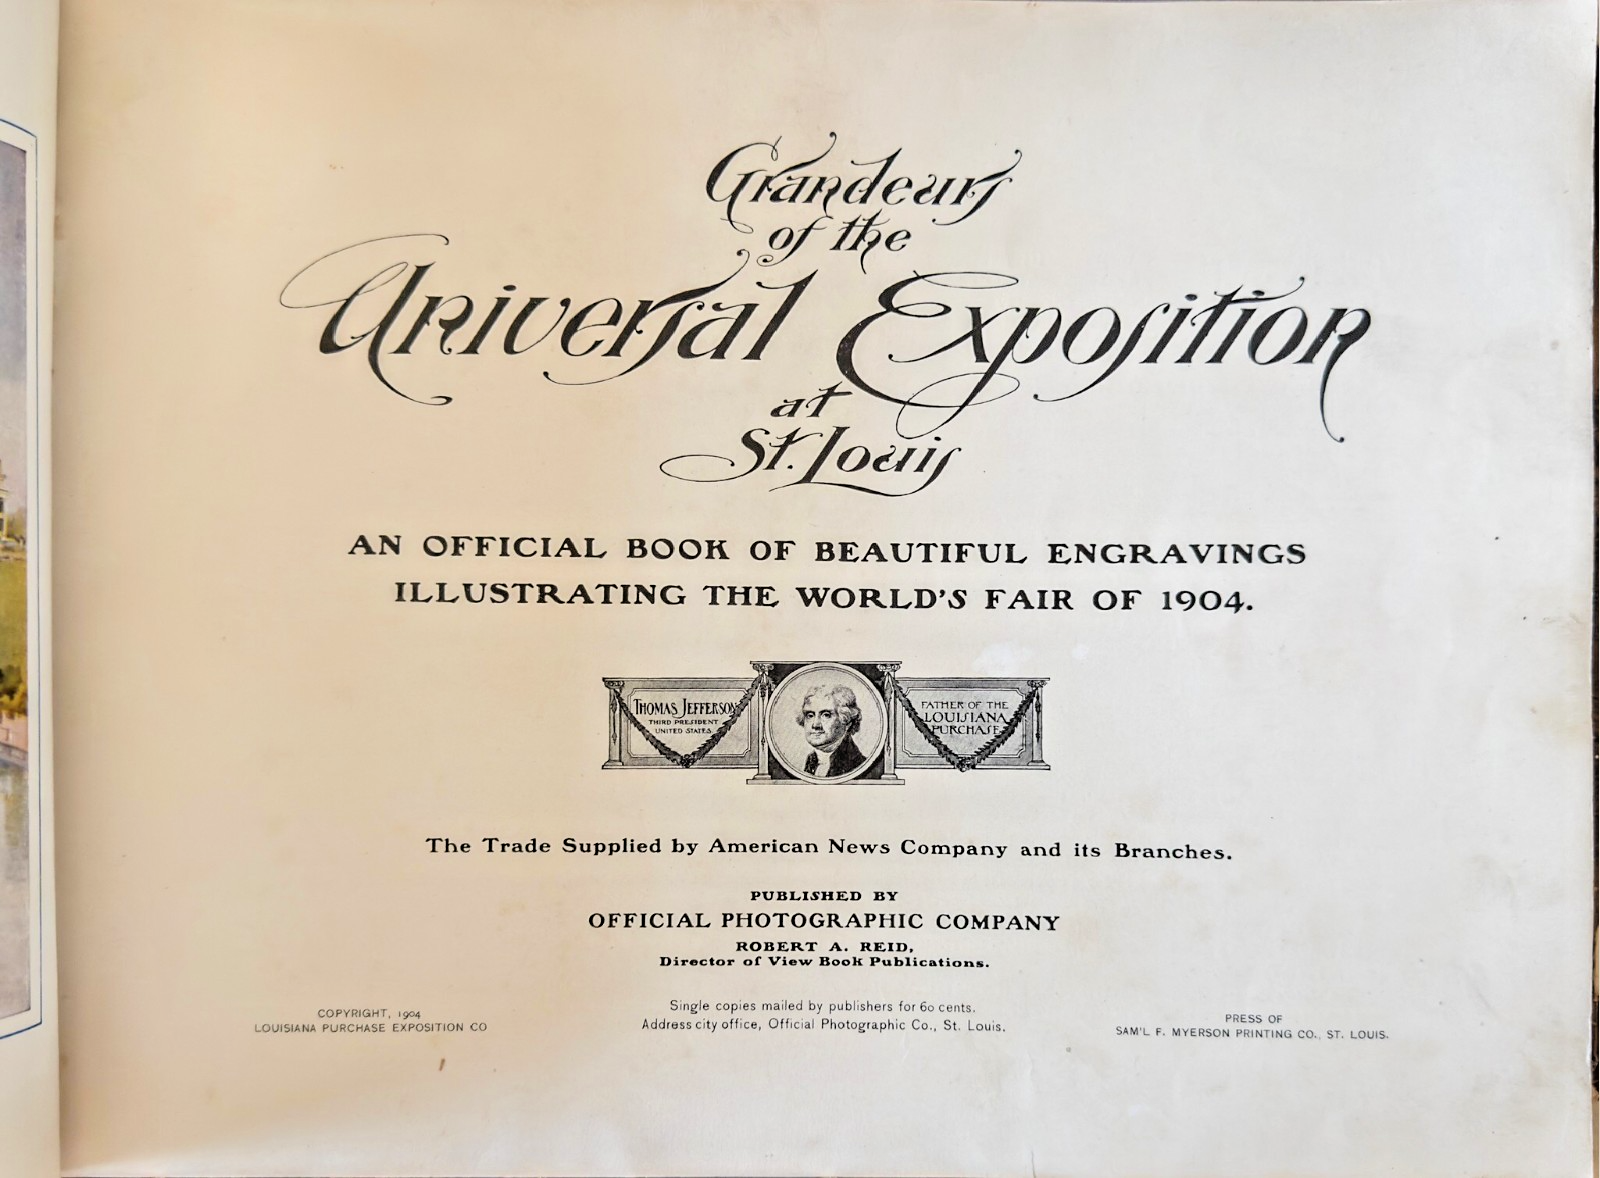 Grandeurs
of the
Universal Exposition
at
St. Louis
AN OFFICIAL BOOK OF BEAUTIFUL ENGRAVINGS
ILLUSTRATING THE WORLD'S FAIR OF 1904.
THOMAS JEFFERSON
THIRD PRESIDENT
UNITED STATES
FATHER OF THE
LOUISIANA
PURCHASE
The Trade Supplied by American News Company and its Branches.
PUBLISHED BY
OFFICIAL PHOTOGRAPHIC COMPANY
ROBERT A. REID,
Director of View Book Publications.
COPYRIGHT, 1904
LOUISIANA PURCHASE EXPOSITION CO
Single copies mailed by publishers for 60 cents.
Address city office, Official Photographic Co., St. Louis.
PRESS OF
SAM'L F. MYERSON PRINTING CO., ST. LOUIS.